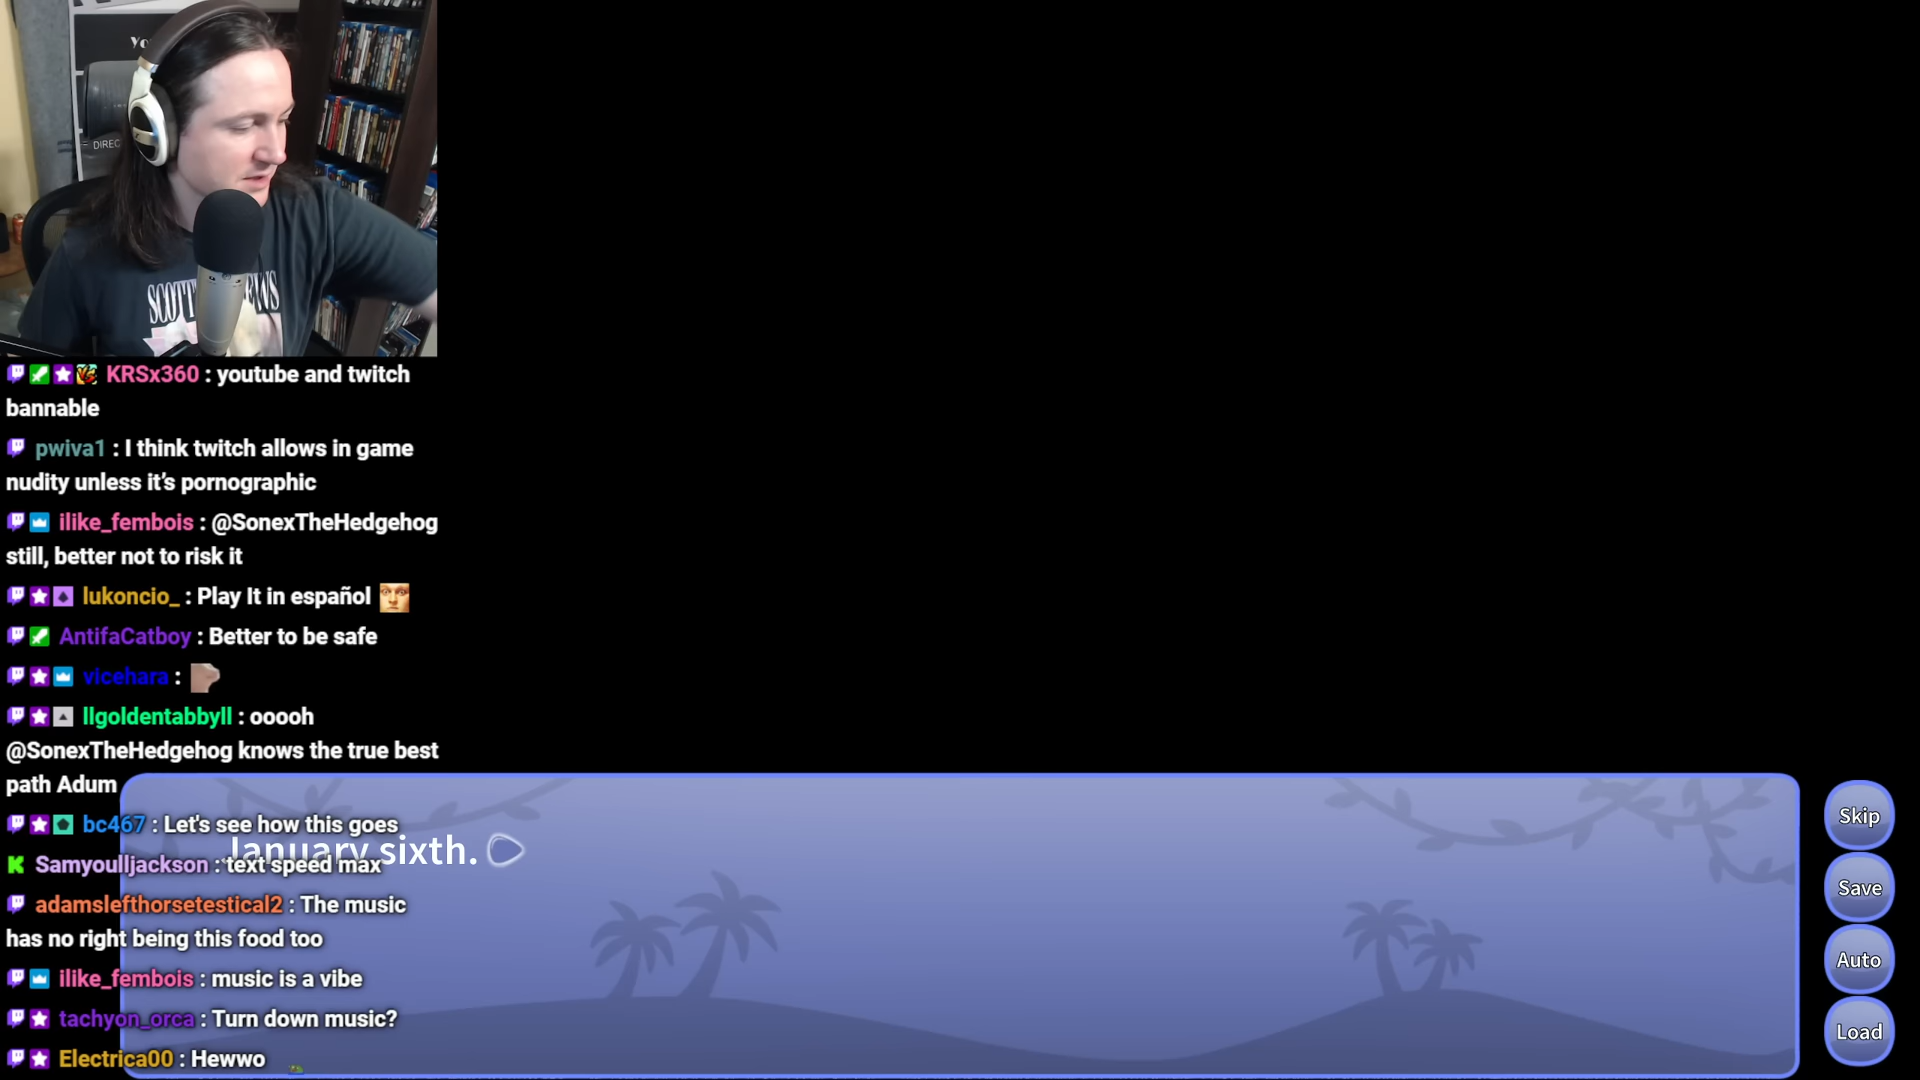 Yo
DIREC
SCOTT
EWS
KRSx360 : youtube and twitch
bannable
pwiva1 : I think twitch allows in game
nudity unless it’s pornographic
ilike_fembois : @SonexTheHedgehog
still, better not to risk it
lukoncio_ : Play It in español
AntifaCatboy : Better to be safe
vicehara :
llgoldentabbyll : ooooh
@SonexTheHedgehog knows the true best
path Adum
bc467 : Let's see how this goes
January sixth.
Samyoulljackson : text speed max
adamslefthorsetestical2 : The music
has no right being this food too
ilike_fembois : music is a vibe
tachyon_orca : Turn down music?
Electrica00 : Hewwo
Skip
Save
Auto
Load